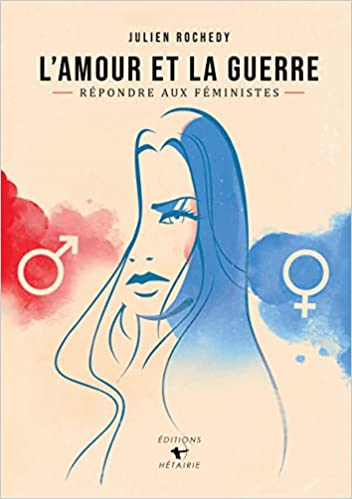 JULIEN ROCHEDY
L'AMOUR ET LA GUERRE
RÉPONDRE AUX FÉMINISTES
ÉDITIONS
HÉTAIRIE